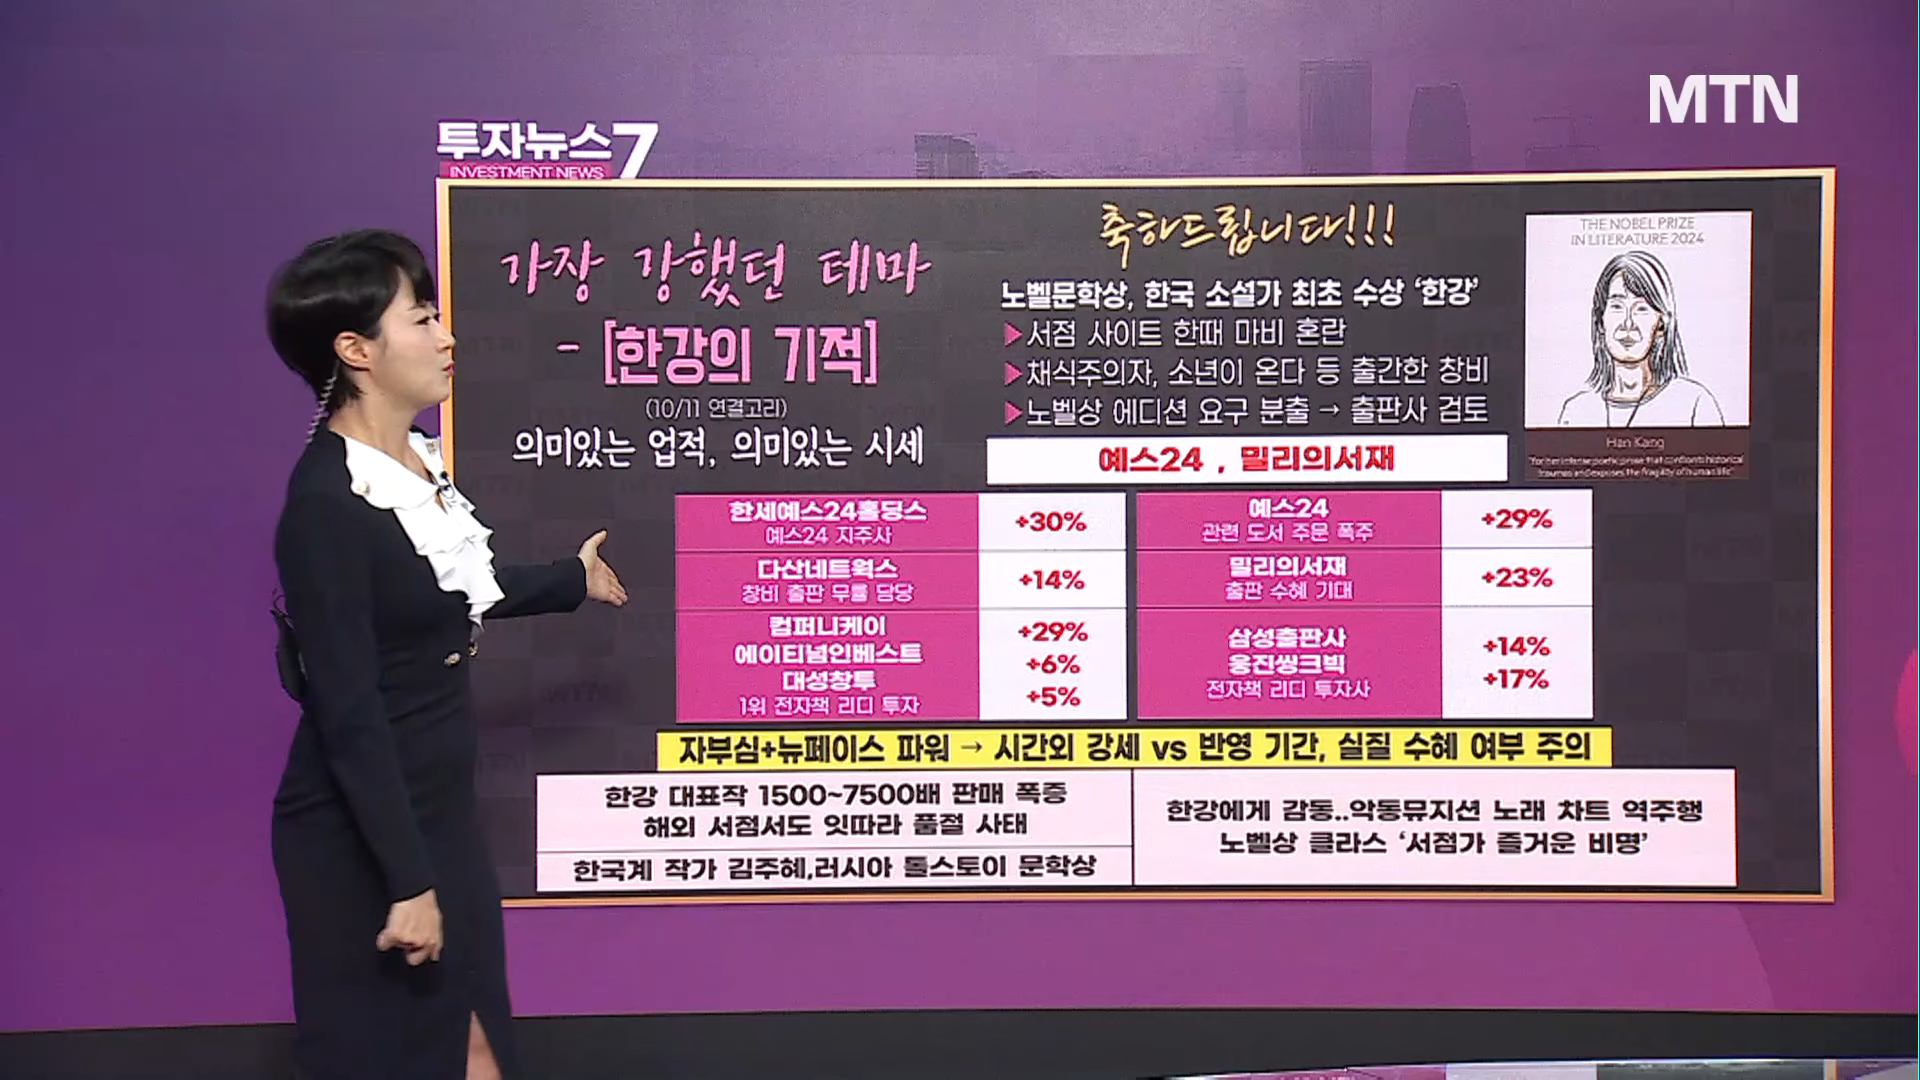 MTN
투자뉴스 7
INVESTMENT NEWS
가장 강했던 테마
- [한강의 기적]
(10/11 연결고리)
의미있는 업적, 의미있는 시세
축하드립니다!!!
노벨문학상, 한국 소설가 최초 수상 ‘한강’
▶서점 사이트 한때 마비 혼란
▶채식주의자, 소년이 온다 등 출간한 창비
▶노벨상 에디션 요구 분출 → 출판사 검토
THE NOBEL PRIZE
IN LITERATURE 2024
Han Kang
"for her intense poetic prose that confronts historical
traumas and exposes the fragility of human life"
예스24 , 밀리의서재
한세예스24홀딩스
예스24 지주사
+30%
다산네트웍스
창비 출판 무률 담당
+14%
컴퍼니케이
에이티넘인베스트
대성창투
1위 전자책 리디 투자
+29%
+6%
+5%
예스24
관련 도서 주문 폭주
+29%
밀리의서재
출판 수혜 기대
+23%
삼성출판사
웅진씽크빅
전자책 리디 투자사
+14%
+17%
자부심+뉴페이스 파워 → 시간외 강세 vs 반영 기간, 실질 수혜 여부 주의
한강 대표작 1500~7500배 판매 폭증
해외 서점서도 잇따라 품절 사태
한국계 작가 김주혜,러시아 톨스토이 문학상
한강에게 감동..악동뮤지션 노래 차트 역주행
노벨상 클라스 ‘서점가 즐거운 비명’